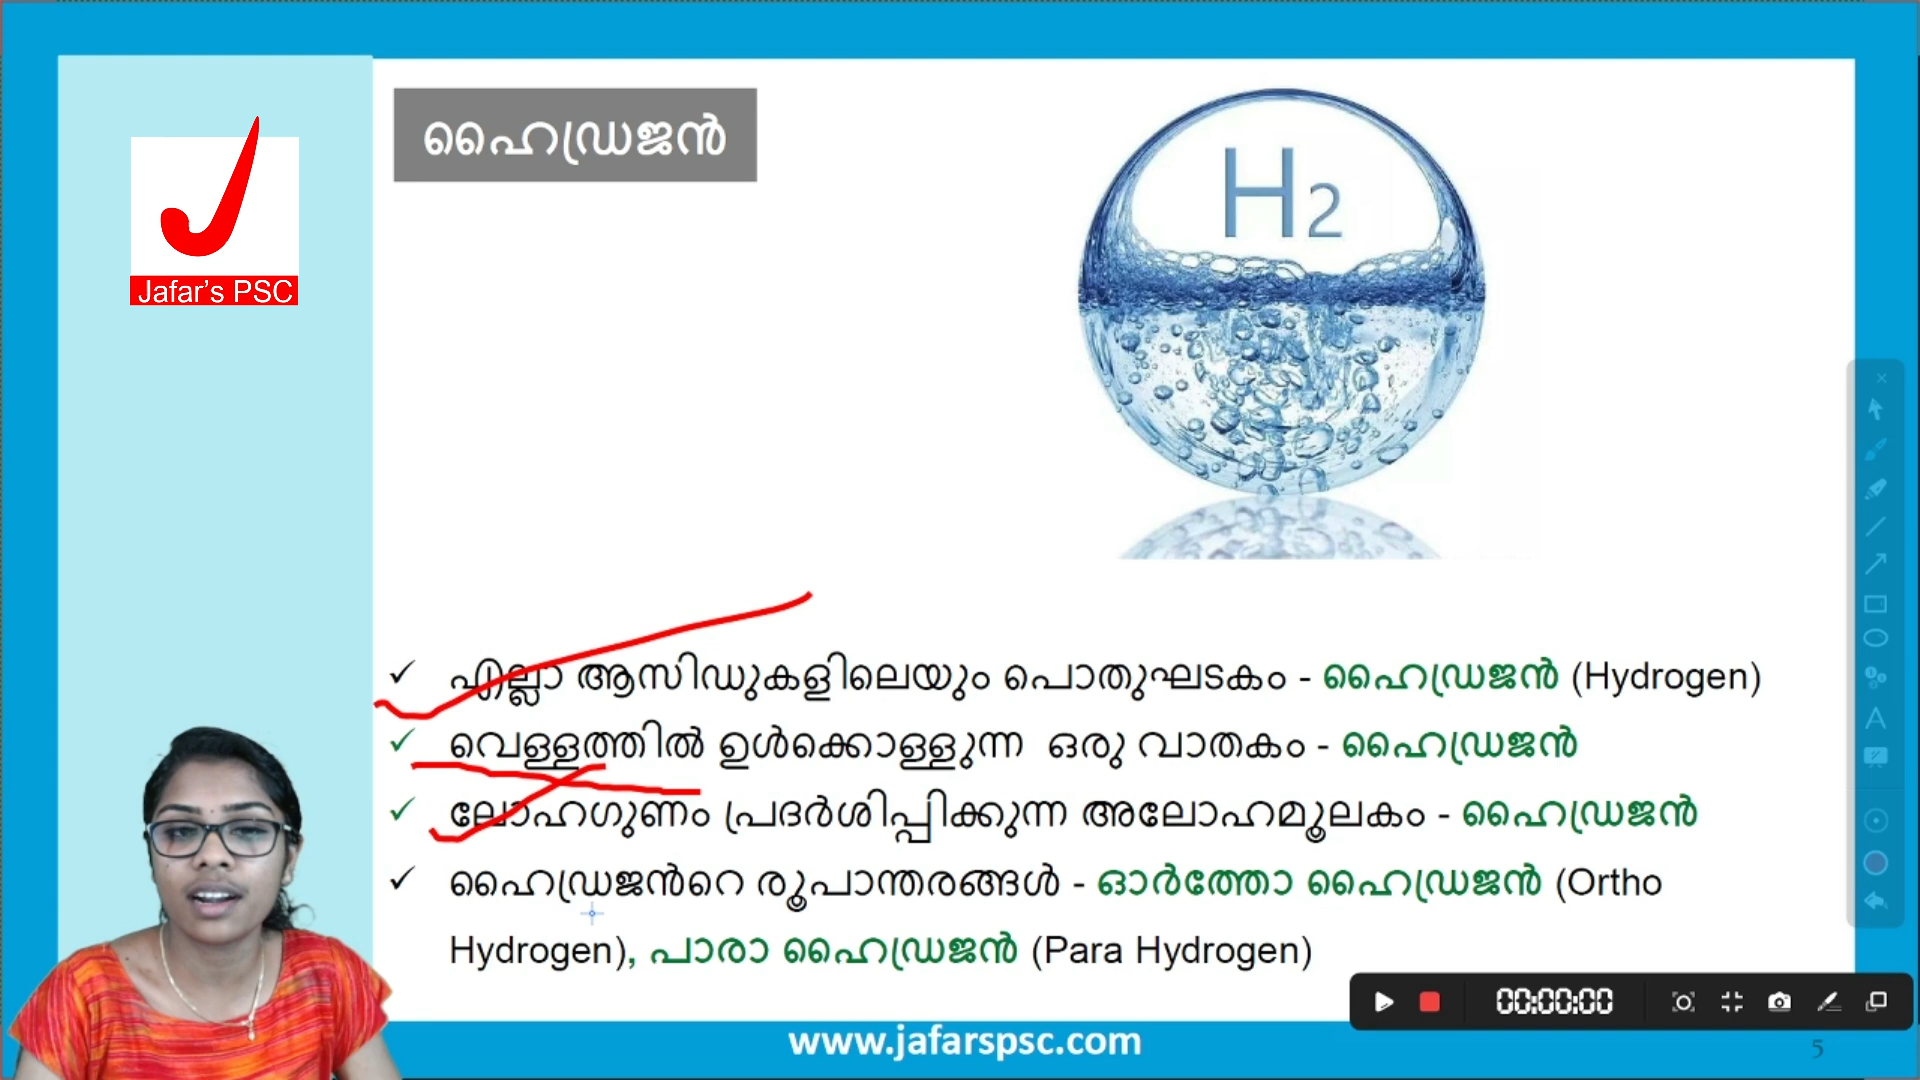 ഹൈഡ്രജൻ
H2
Jafar's PSC
✓ എല്ലാ ആസിഡുകളിലെയും പൊതുഘടകം - ഹൈഡ്രജൻ (Hydrogen)
✓ വെള്ളത്തിൽ ഉൾക്കൊള്ളുന്ന ഒരു വാതകം - ഹൈഡ്രജൻ
✓ ലോഹഗുണം പ്രദർശിപ്പിക്കുന്ന അലോഹമൂലകം - ഹൈഡ്രജൻ
✓ ഹൈഡ്രജൻറെ രൂപാന്തരങ്ങൾ - ഓർത്തോ ഹൈഡ്രജൻ (Ortho
Hydrogen), പാരാ ഹൈഡ്രജൻ (Para Hydrogen)
00:00:00
www.jafarspsc.com
5